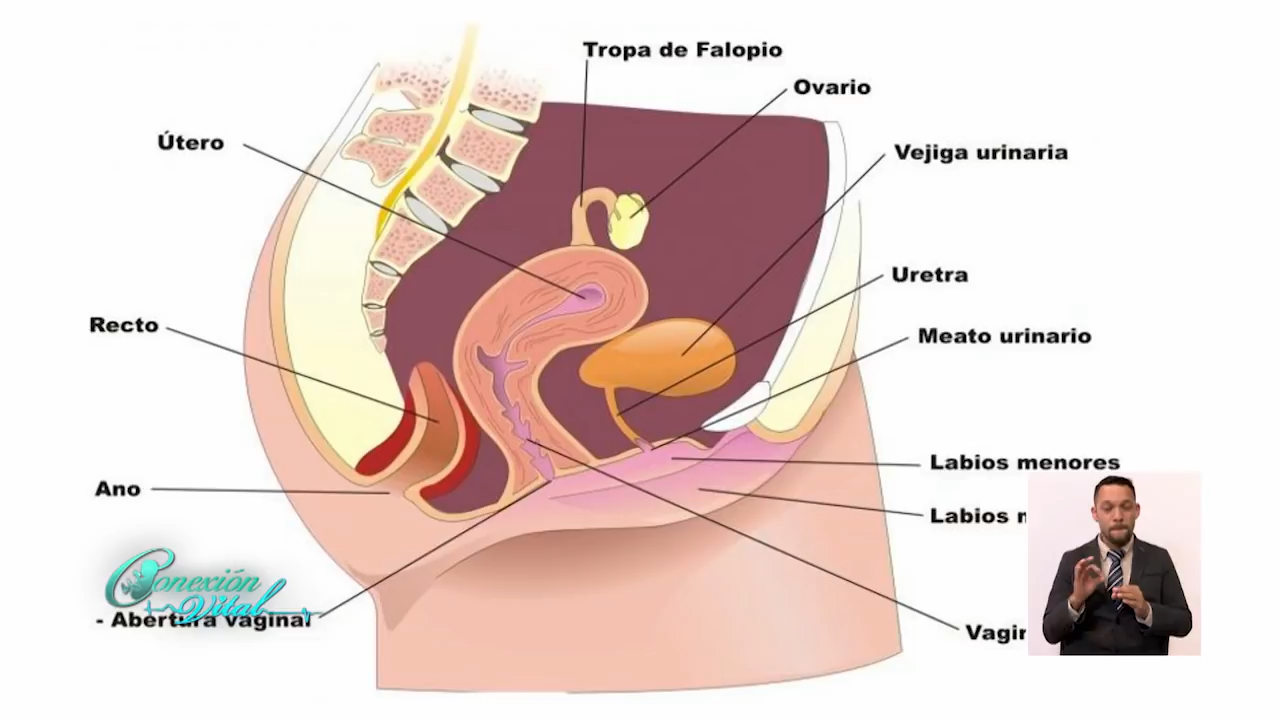 Tropa de Falopio
Ovario
Útero
Vejiga urinaria
Uretra
Recto
Meato urinario
Labios menores
Ano
Labios
Conexión
Vital
- Abertura vaginal